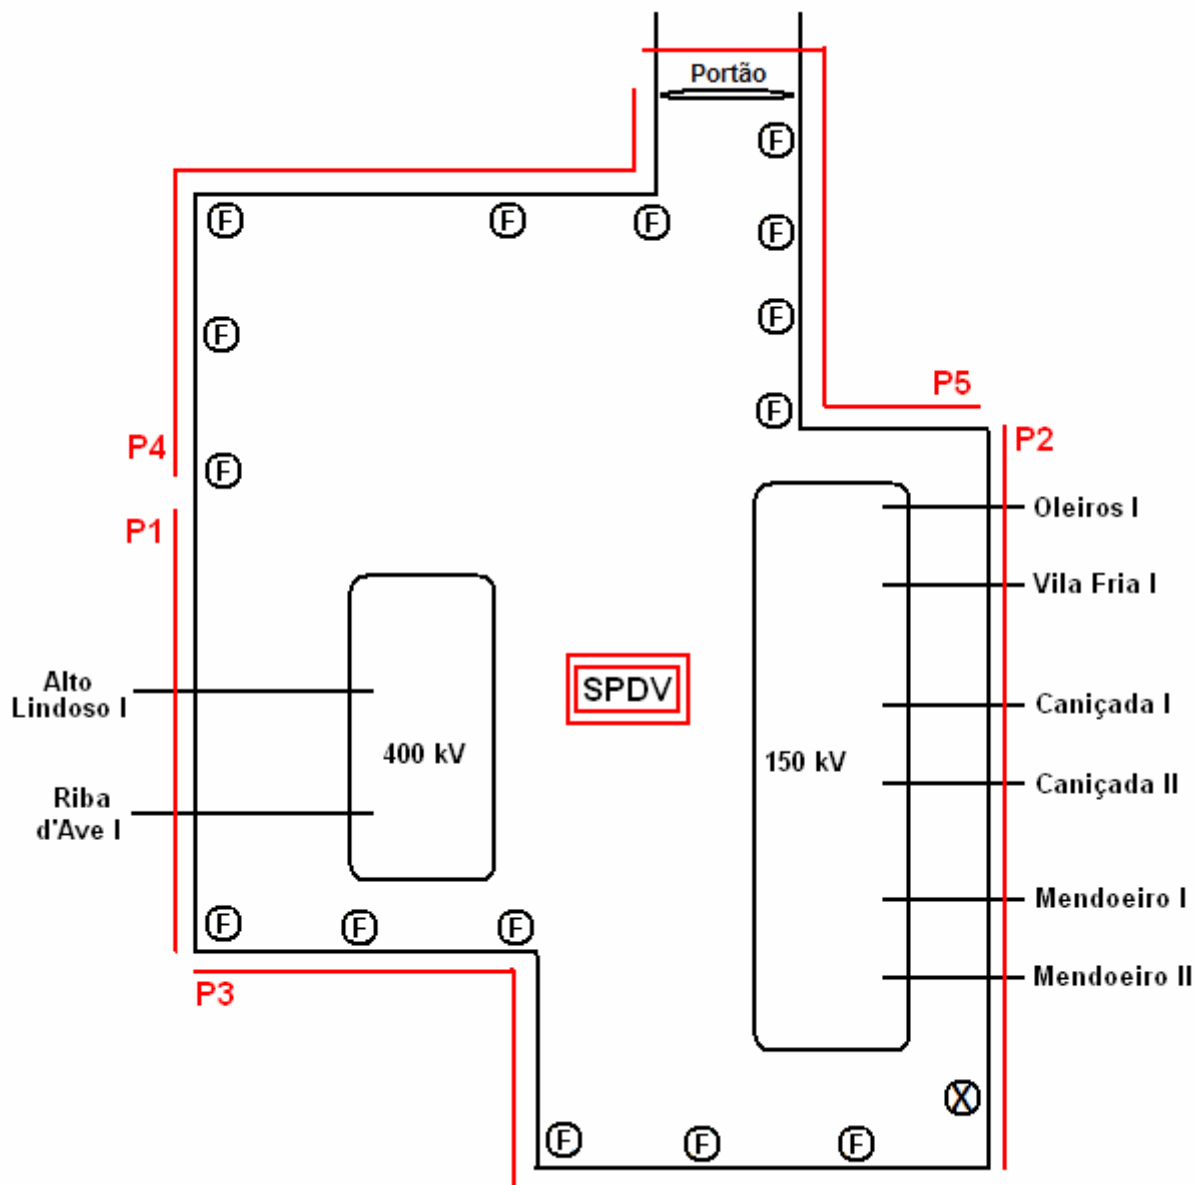 Portão
F
F
F
F
F
F
F
P5
P4
F
P2
F
Oleiros I
P1
Vila Fria I
Alto
Lindoso I
SPDV
Caniçada I
400 kV
150 kV
Caniçada II
Riba
d'Ave I
Mendoeiro I
F
F
F
Mendoeiro II
P3
X
F
F
F